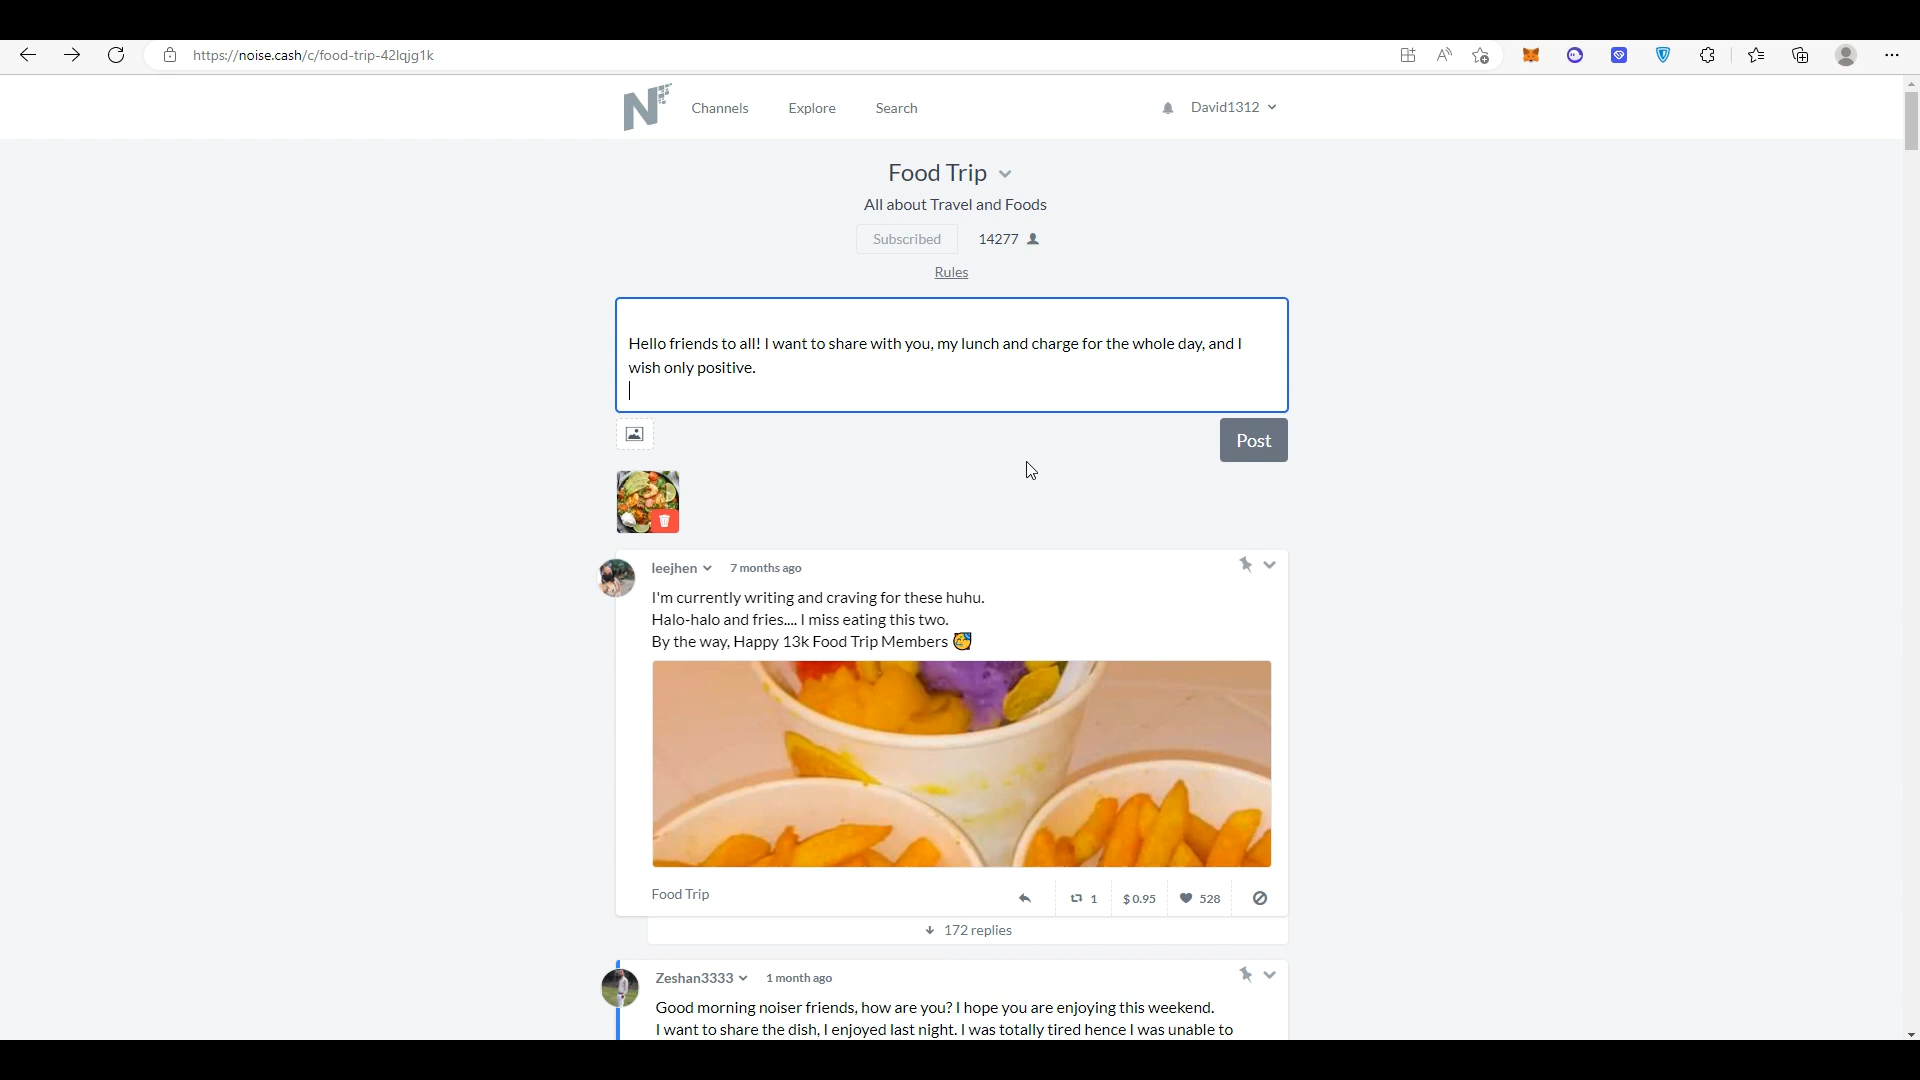 https://noise.cash/c/food-trip-42lqjg1k
Channels Explore Search David1312
Food Trip
All about Travel and Foods
Subscribed 14277
Rules
Hello friends to all! I want to share with you, my lunch and charge for the whole day, and I
wish only positive.
Post
leejhen 7 months ago
I'm currently writing and craving for these huhu.
Halo-halo and fries.... I miss eating this two.
By the way, Happy 13k Food Trip Members 🥳
Food Trip 1 $0.95 528
172 replies
Zeshan3333 1 month ago
Good morning noiser friends, how are you? I hope you are enjoying this weekend.
I want to share the dish, I enjoyed last night. I was totally tired hence I was unable to